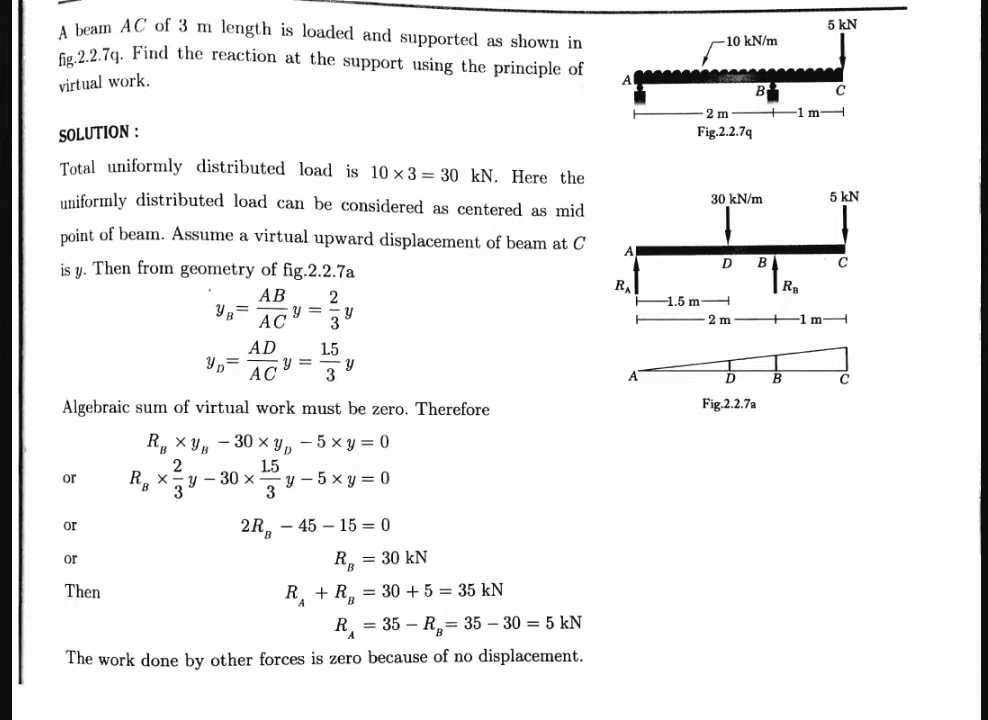 A beam AC of 3 m length is loaded and supported as shown in
fig.2.2.7q. Find the reaction at the support using the principle of
virtual work.
10 kN/m
5 kN
A
B
C
2 m
1 m
Fig.2.2.7q
SOLUTION :
Total uniformly distributed load is 10 × 3 = 30 kN. Here the
uniformly distributed load can be considered as centered as mid
point of beam. Assume a virtual upward displacement of beam at C
is y. Then from geometry of fig.2.2.7a
y_B = AB/AC y = 2/3 y
y_D = AD/AC y = 1.5/3 y
30 kN/m
5 kN
A
D
B
C
R_A
R_B
1.5 m
2 m
1 m
A
D
B
C
Fig.2.2.7a
Algebraic sum of virtual work must be zero. Therefore
R_B × y_B − 30 × y_D − 5 × y = 0
or R_B × 2/3 y − 30 × 1.5/3 y − 5 × y = 0
or 2R_B − 45 − 15 = 0
or R_B = 30 kN
Then R_A + R_B = 30 + 5 = 35 kN
R_A = 35 − R_B = 35 − 30 = 5 kN
The work done by other forces is zero because of no displacement.